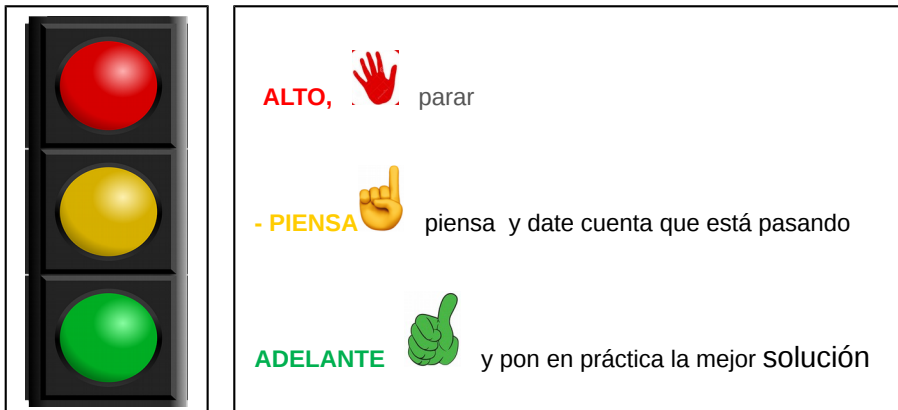 ALTO, parar
- PIENSA piensa y date cuenta que está pasando
ADELANTE y pon en práctica la mejor solución